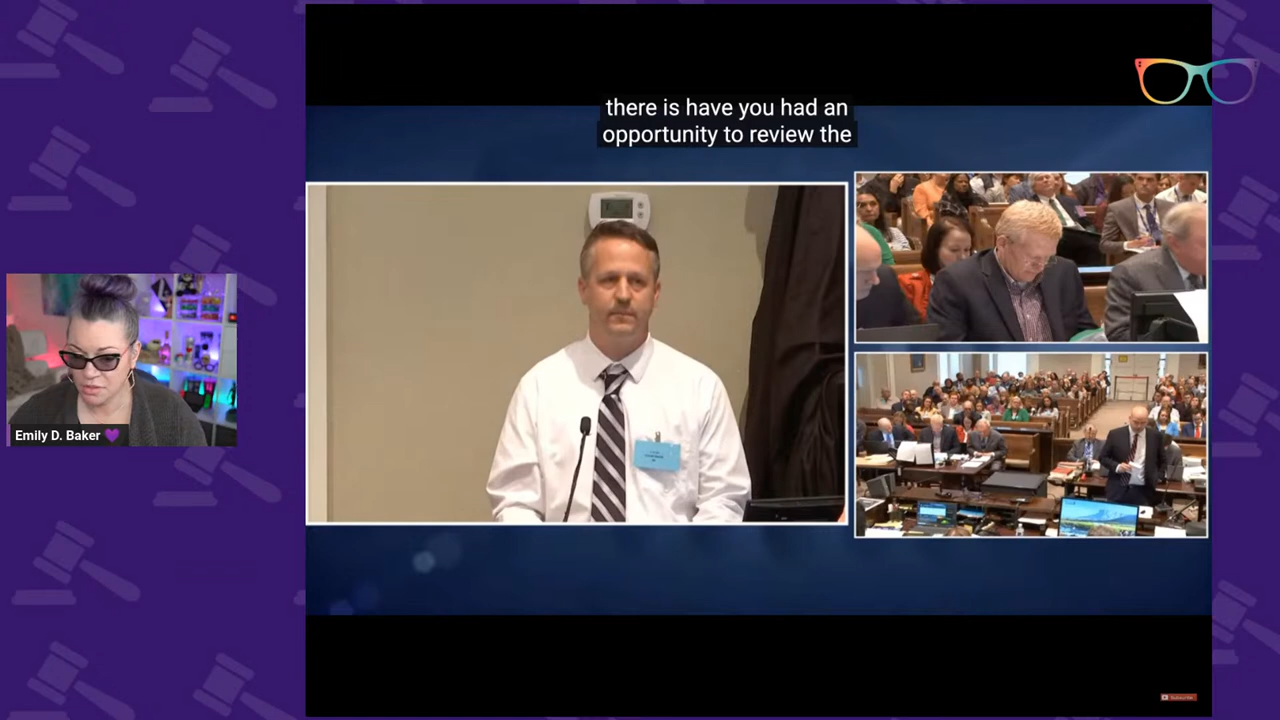 there is have you had an
opportunity to review the
Emily D. Baker 💜